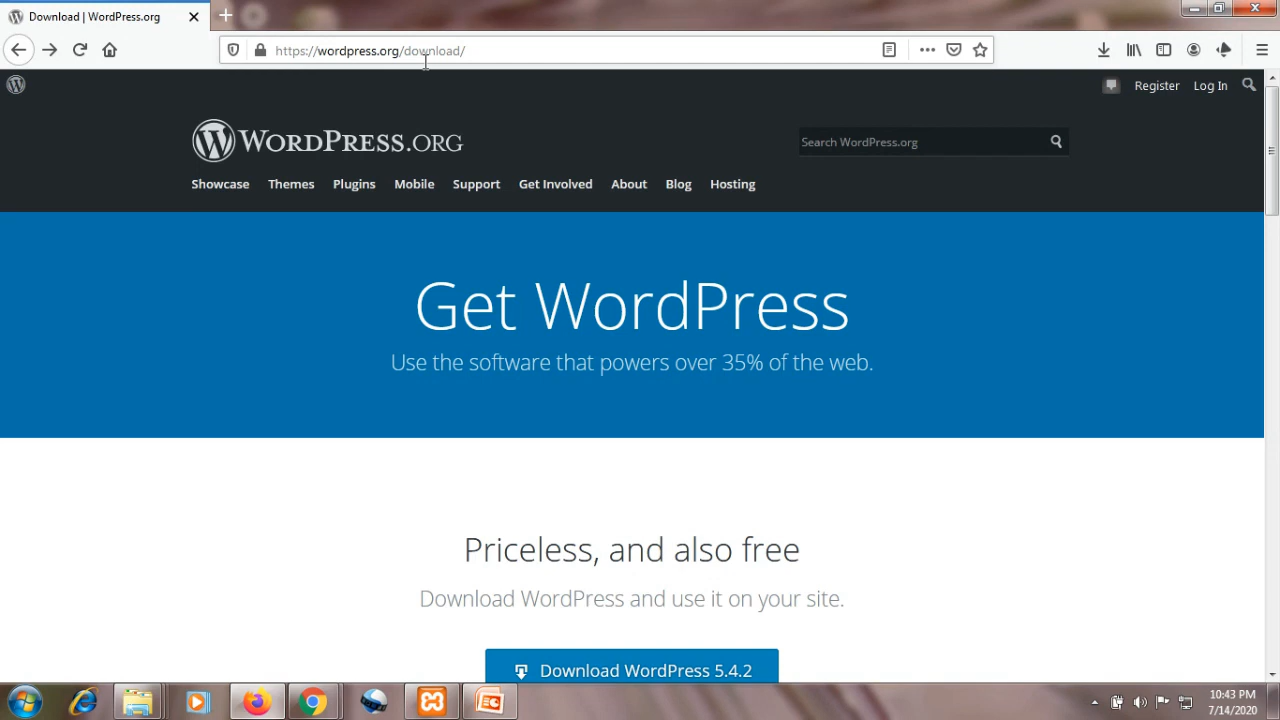 Download | WordPress.org
https://wordpress.org/download/
Register Log In
WORDPRESS.ORG
Search WordPress.org
Showcase Themes Plugins Mobile Support Get Involved About Blog Hosting
Get WordPress
Use the software that powers over 35% of the web.
Priceless, and also free
Download WordPress and use it on your site.
Download WordPress 5.4.2
10:43 PM
7/14/2020